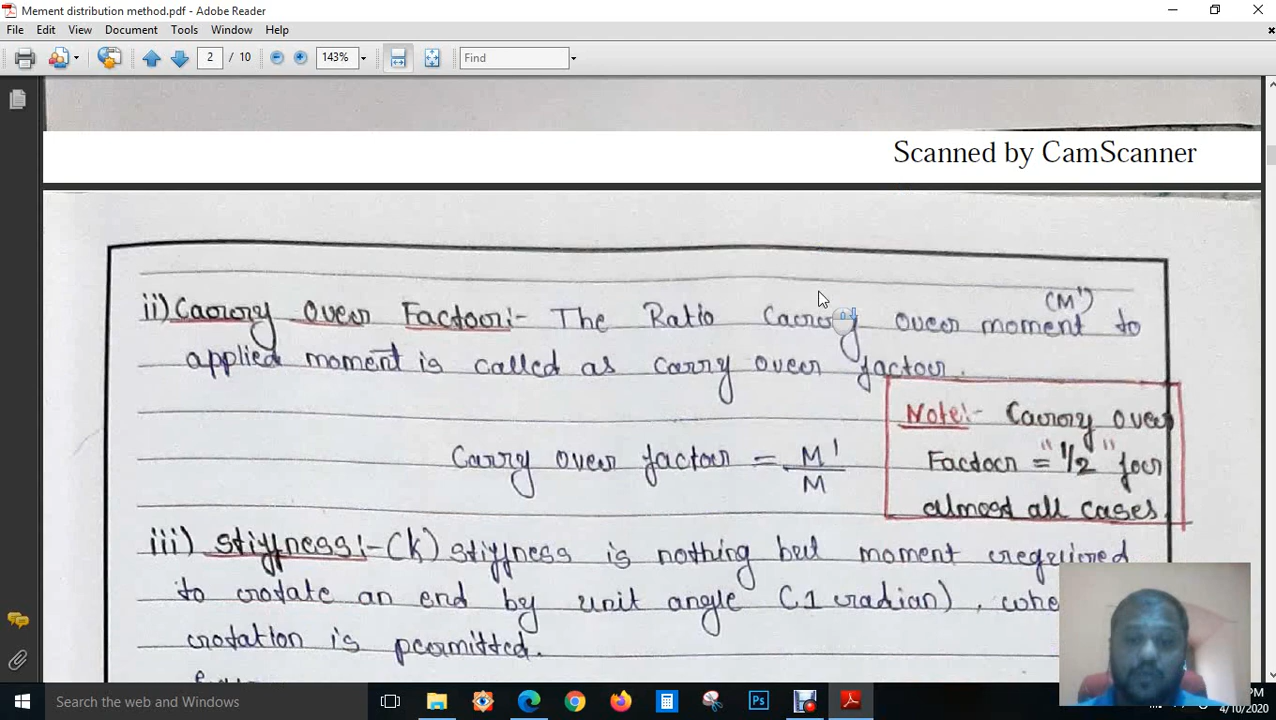 Mement distribution method.pdf - Adobe Reader
File Edit View Document Tools Window Help
2 / 10 143% Find
Scanned by CamScanner
ii) Carry Over Factor:- The Ratio Carry over moment (M') to
applied moment is called as carry over factor.
Note:- Carry over
Carry over factor = M'/M
Factor = "1/2" for
almost all cases.
iii) stiffness:- (K) stiffness is nothing but moment required
to rotate an end by unit angle (1 radian),
rotation is permitted.
Search the web and Windows
PM
4/10/2020